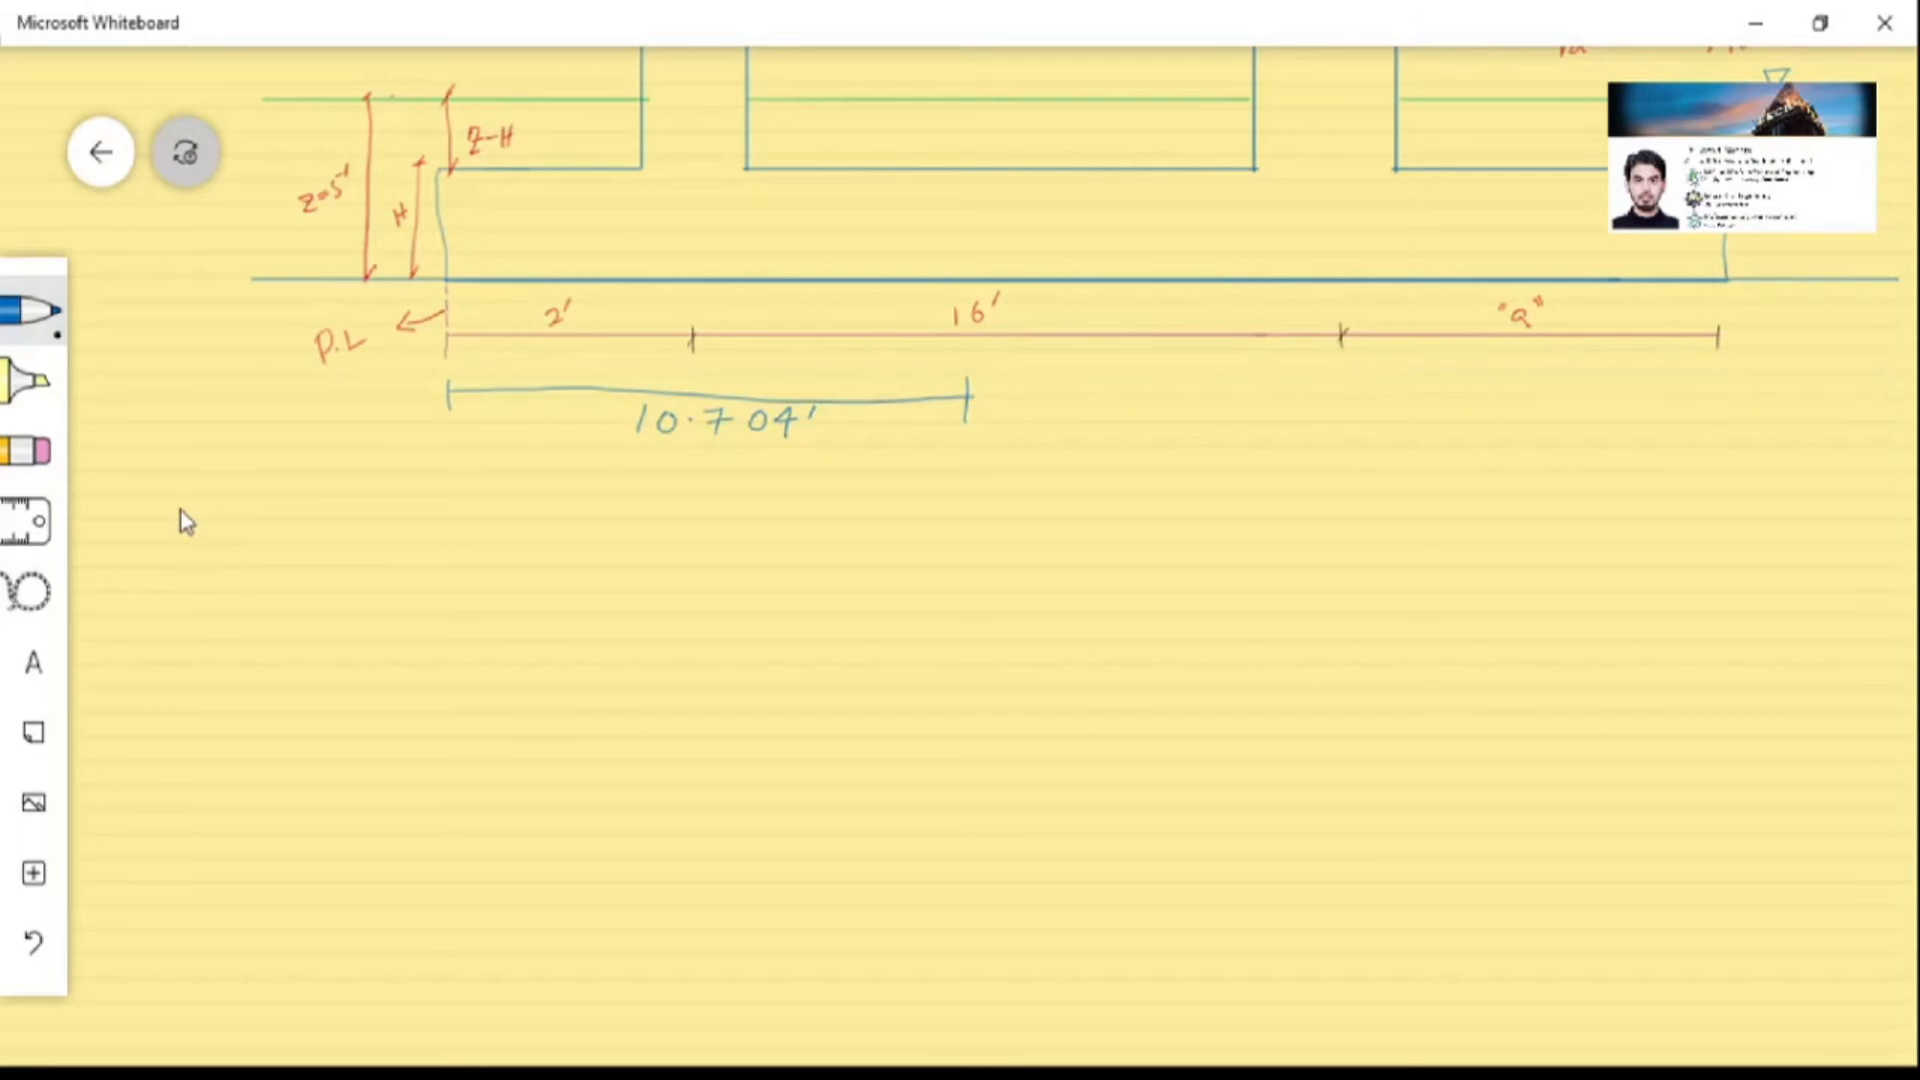 Microsoft Whiteboard
Z-H
Z=5'
H
P.L
2'
16'
"a"
10.704'
A